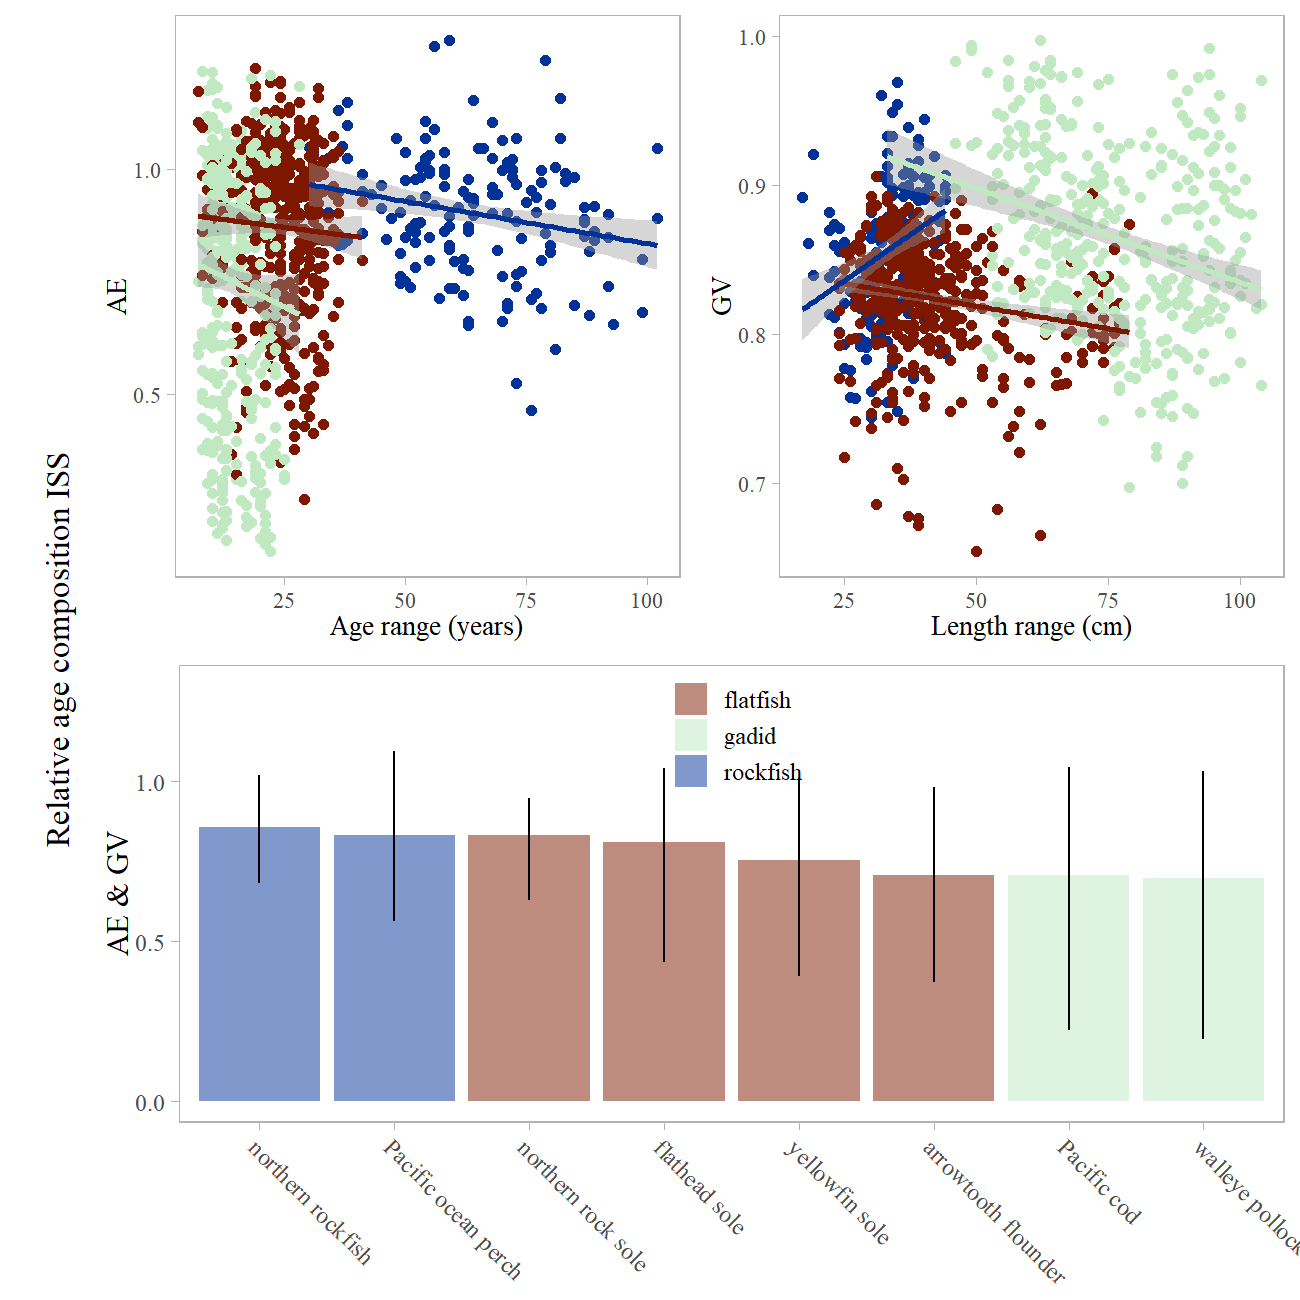 Relative age composition ISS
AE
1.0
0.5
25
50
75
100
Age range (years)
GV
1.0
0.9
0.8
0.7
25
50
75
100
Length range (cm)
AE & GV
1.0
0.5
0.0
flatfish
gadid
rockfish
northern rockfish
Pacific ocean perch
northern rock sole
flathead sole
yellowfin sole
arrowtooth flounder
Pacific cod
walleye pollock